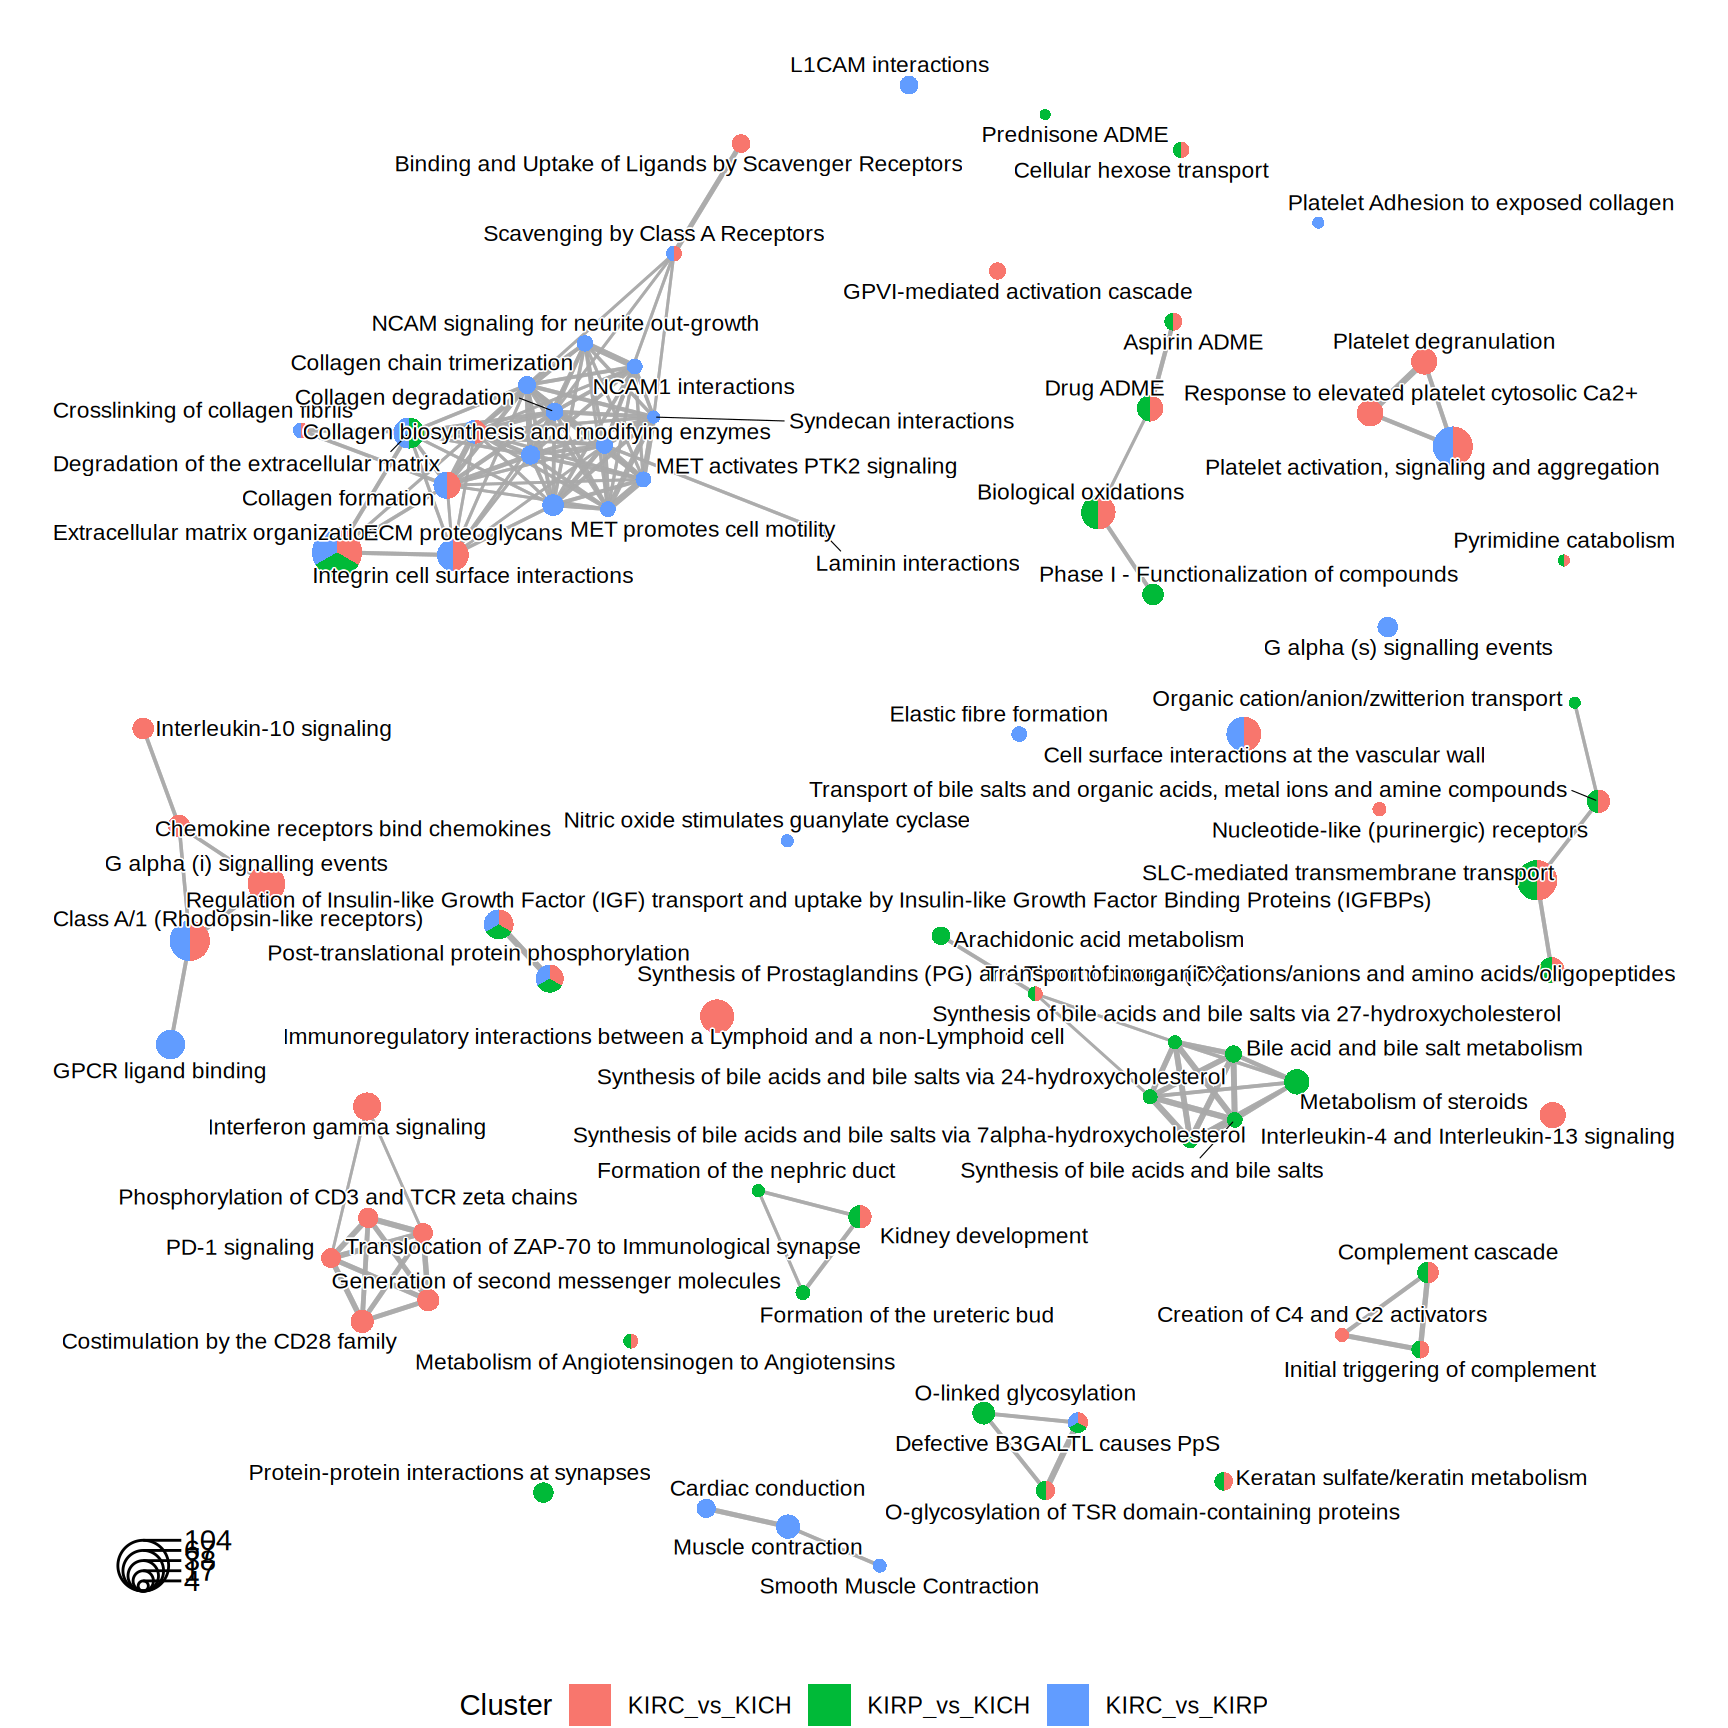 L1CAM interactions
Prednisone ADME
Binding and Uptake of Ligands by Scavenger Receptors
Cellular hexose transport
Platelet Adhesion to exposed collagen
Scavenging by Class A Receptors
GPVI-mediated activation cascade
NCAM signaling for neurite out-growth
Aspirin ADME
Platelet degranulation
Collagen chain trimerization
NCAM1 interactions
Drug ADME
Response to elevated platelet cytosolic Ca2+
Collagen degradation
Crosslinking of collagen fibrils
Syndecan interactions
Collagen biosynthesis and modifying enzymes
Degradation of the extracellular matrix
MET activates PTK2 signaling
Platelet activation, signaling and aggregation
Collagen formation
Biological oxidations
Extracellular matrix organization
ECM proteoglycans
MET promotes cell motility
Pyrimidine catabolism
Laminin interactions
Integrin cell surface interactions
Phase I - Functionalization of compounds
G alpha (s) signalling events
Organic cation/anion/zwitterion transport
Elastic fibre formation
Interleukin-10 signaling
Cell surface interactions at the vascular wall
Transport of bile salts and organic acids, metal ions and amine compounds
Nitric oxide stimulates guanylate cyclase
Chemokine receptors bind chemokines
Nucleotide-like (purinergic) receptors
G alpha (i) signalling events
SLC-mediated transmembrane transport
Regulation of Insulin-like Growth Factor (IGF) transport and uptake by Insulin-like Growth Factor Binding Proteins (IGFBPs)
Class A/1 (Rhodopsin-like receptors)
Arachidonic acid metabolism
Post-translational protein phosphorylation
Synthesis of Prostaglandins (PG) and
Transport of inorganic cations/anions and amino acids/oligopeptides
Synthesis of bile acids and bile salts via 27-hydroxycholesterol
Immunoregulatory interactions between a Lymphoid and a non-Lymphoid cell
Bile acid and bile salt metabolism
GPCR ligand binding
Synthesis of bile acids and bile salts via 24-hydroxycholesterol
Metabolism of steroids
Interferon gamma signaling
Synthesis of bile acids and bile salts via 7alpha-hydroxycholesterol
Interleukin-4 and Interleukin-13 signaling
Formation of the nephric duct
Synthesis of bile acids and bile salts
Phosphorylation of CD3 and TCR zeta chains
Kidney development
PD-1 signaling
Translocation of ZAP-70 to Immunological synapse
Complement cascade
Generation of second messenger molecules
Formation of the ureteric bud
Creation of C4 and C2 activators
Costimulation by the CD28 family
Metabolism of Angiotensinogen to Angiotensins
Initial triggering of complement
O-linked glycosylation
Defective B3GALTL causes PpS
Protein-protein interactions at synapses
Keratan sulfate/keratin metabolism
Cardiac conduction
O-glycosylation of TSR domain-containing proteins
Muscle contraction
Smooth Muscle Contraction
104
17
4
Cluster
KIRC_vs_KICH
KIRP_vs_KICH
KIRC_vs_KIRP